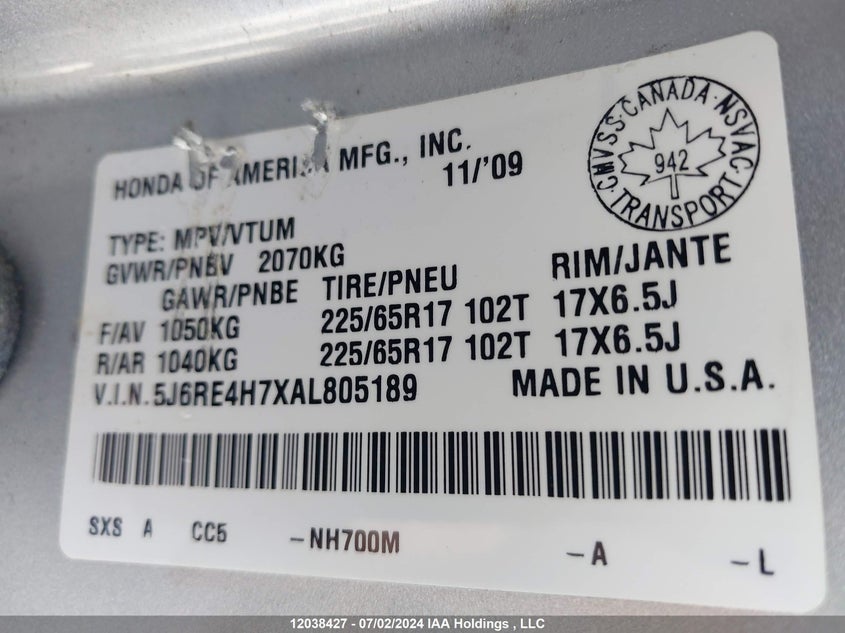 HONDA OF AMERICA MFG., INC.
11/'09
CMVSS · CANADA · NSVAC · TRANSPORT ·
942
TYPE: MPV/VTUM
GVWR/PNBV 2070KG
GAWR/PNBE TIRE/PNEU RIM/JANTE
F/AV 1050KG 225/65R17 102T 17X6.5J
R/AR 1040KG 225/65R17 102T 17X6.5J
V.I.N. 5J6RE4H7XAL805189 MADE IN U.S.A.
SXS A CC5 -NH700M -A -L
12038427 - 07/02/2024 IAA Holdings , LLC